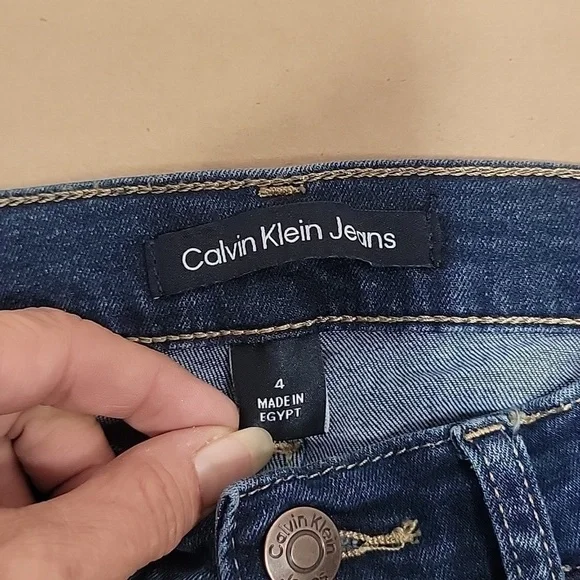 Calvin Klein Jeans
4
MADE IN
EGYPT
Calvin Klein